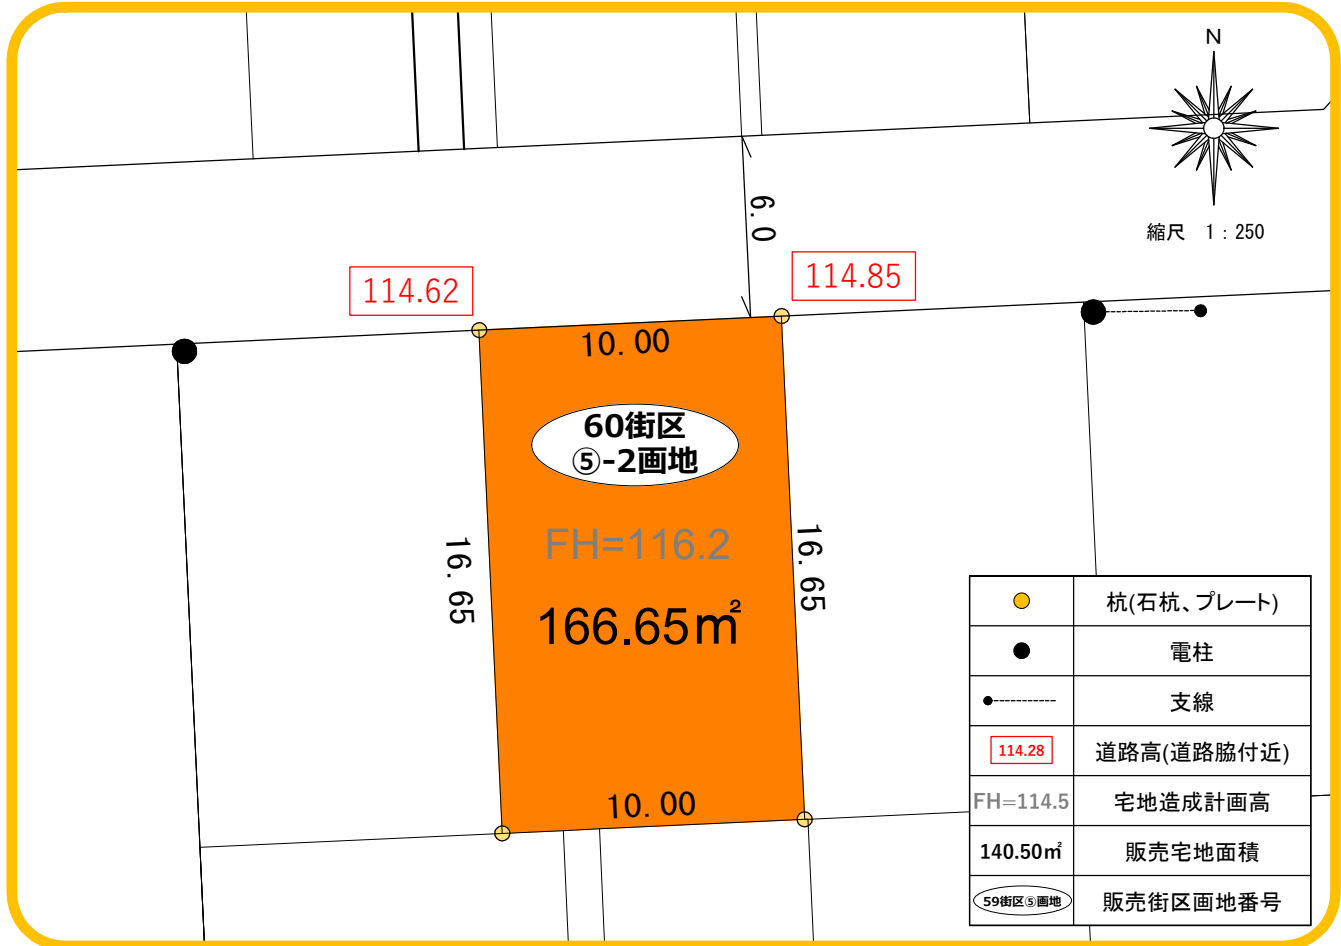 N
縮尺 1:250
6.0
114.62
114.85
10.00
60街区
⑤-2画地
FH=116.2
166.65㎡
16.65
16.65
10.00
杭(石杭、プレート)
電柱
支線
114.28 道路高(道路脇付近)
FH=114.5 宅地造成計画高
140.50㎡ 販売宅地面積
59街区⑤画地 販売街区画地番号